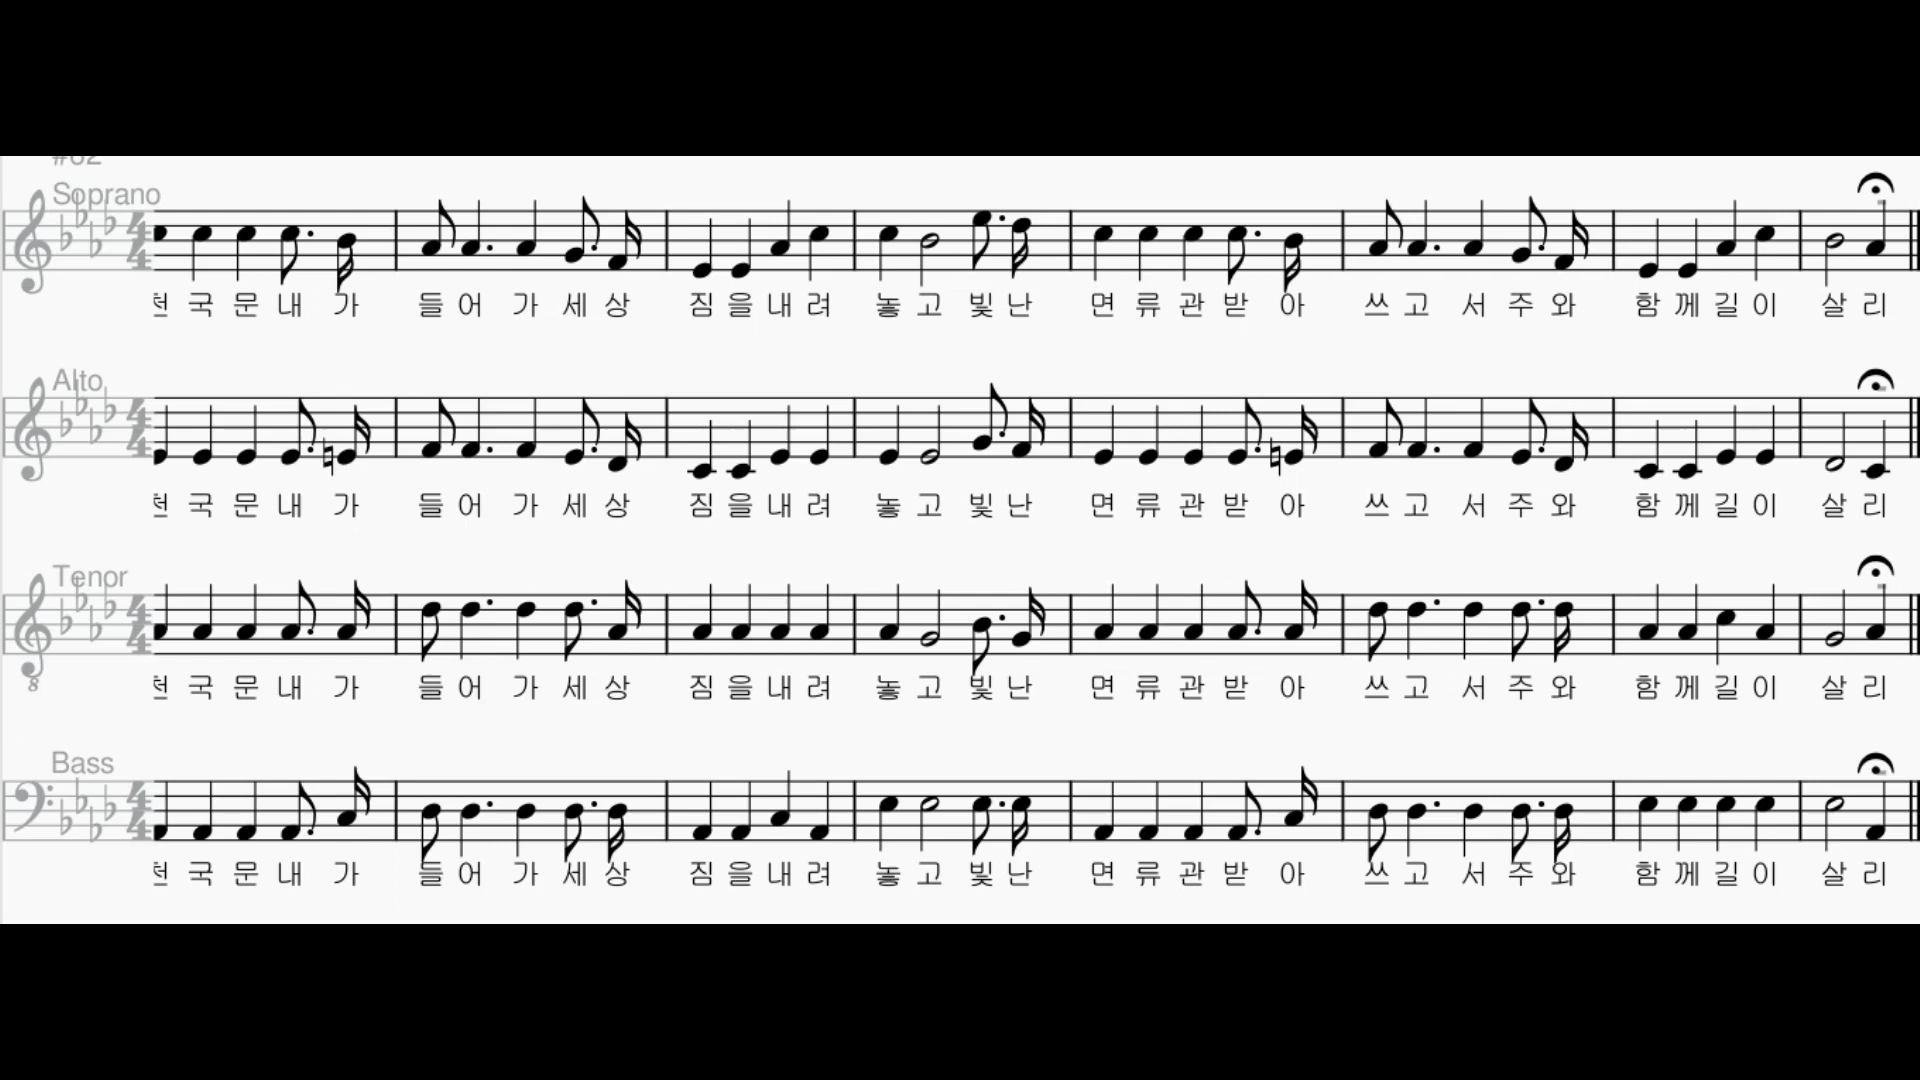 Soprano
국 문 내 가 들 어 가 세 상 짐 을 내 려 놓 고 빛 난 면 류 관 받 아 쓰 고 서 주 와 함 께 길 이 살 리
Alto
국 문 내 가 들 어 가 세 상 짐 을 내 려 놓 고 빛 난 면 류 관 받 아 쓰 고 서 주 와 함 께 길 이 살 리
Tenor
국 문 내 가 들 어 가 세 상 짐 을 내 려 놓 고 빛 난 면 류 관 받 아 쓰 고 서 주 와 함 께 길 이 살 리
Bass
국 문 내 가 들 어 가 세 상 짐 을 내 려 놓 고 빛 난 면 류 관 받 아 쓰 고 서 주 와 함 께 길 이 살 리